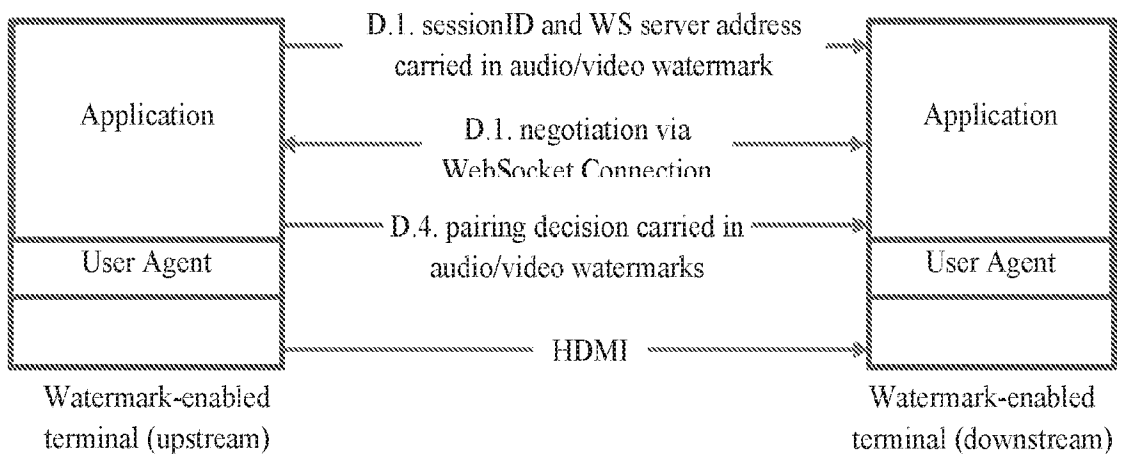 D.1. sessionID and WS server address
carried in audio/video watermark
Application
Application
D.1. negotiation via
WebSocket Connection
D.4. pairing decision carried in
audio/video watermarks
User Agent
User Agent
HDMI
Watermark-enabled
terminal (upstream)
Watermark-enabled
terminal (downstream)